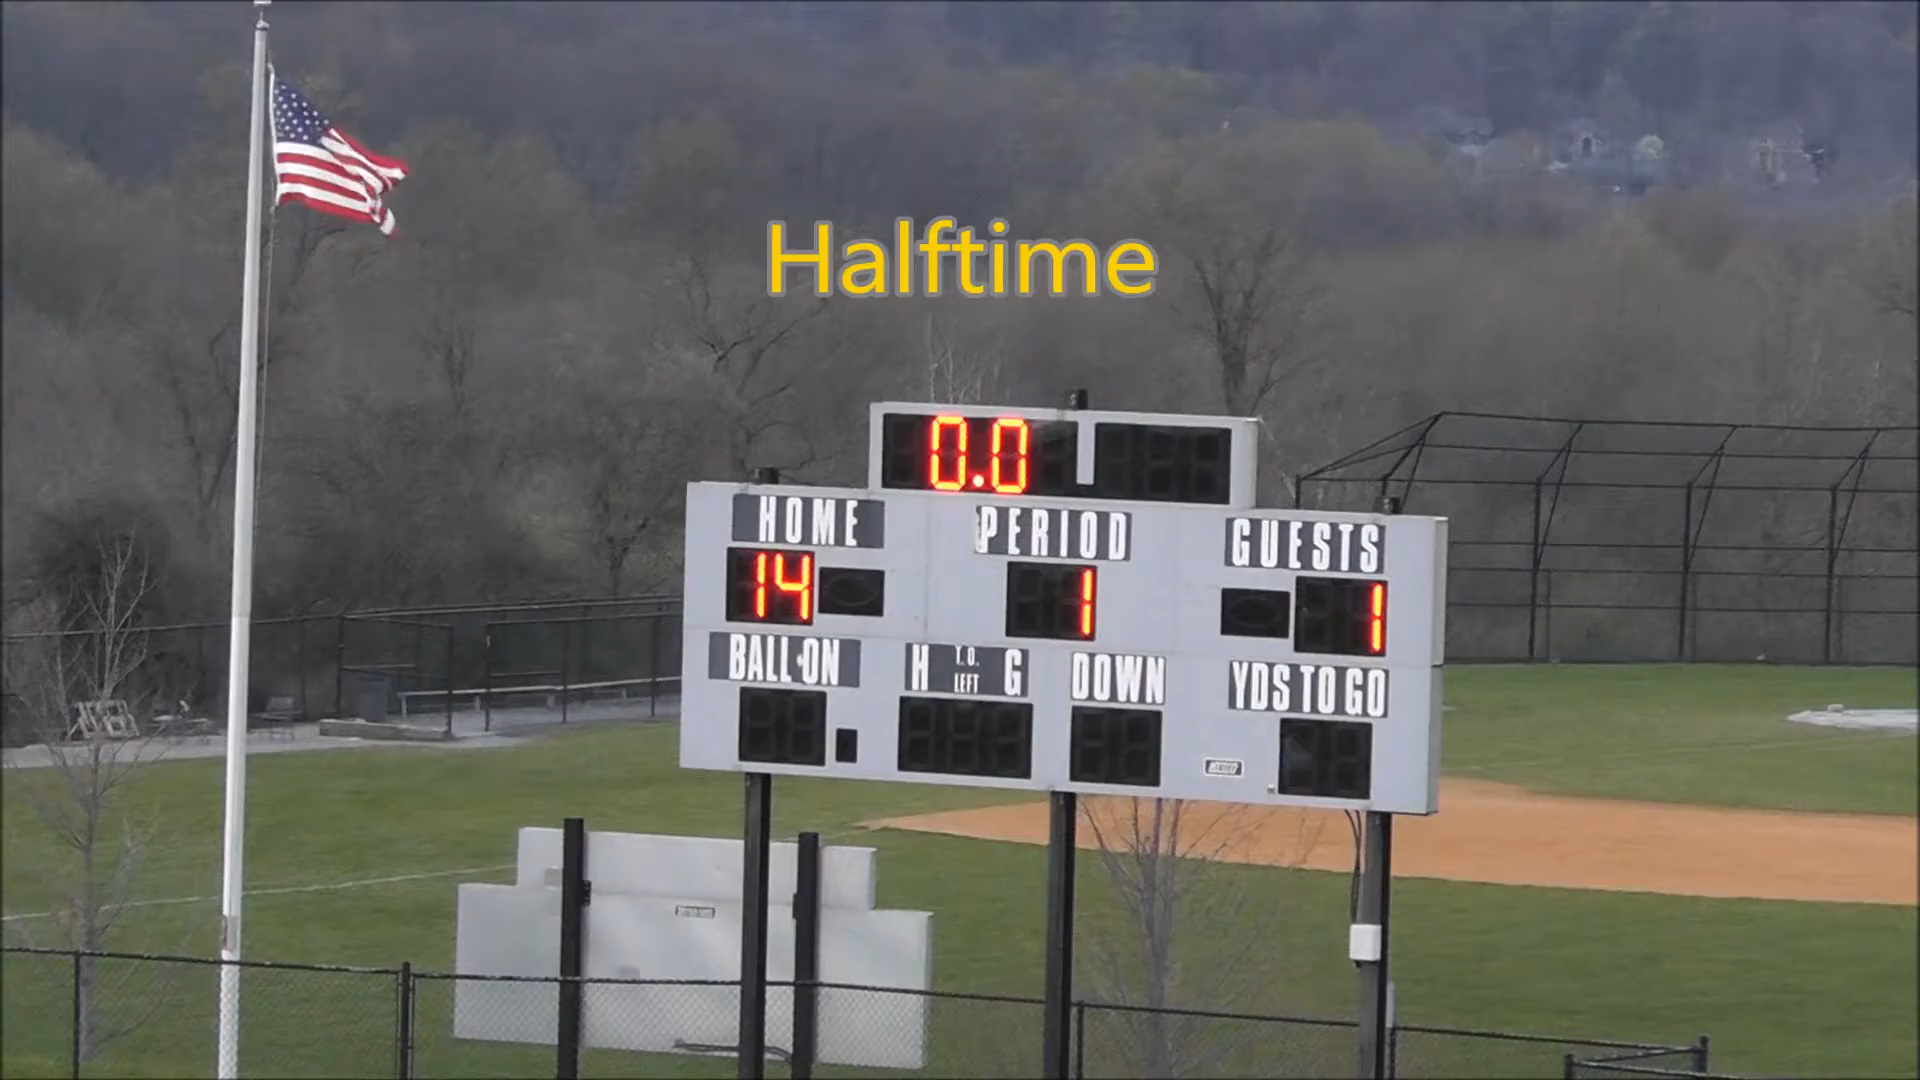 Halftime
0.0
HOME PERIOD GUESTS
14 1 1
BALL·ON H T.O. LEFT G DOWN YDS TO GO